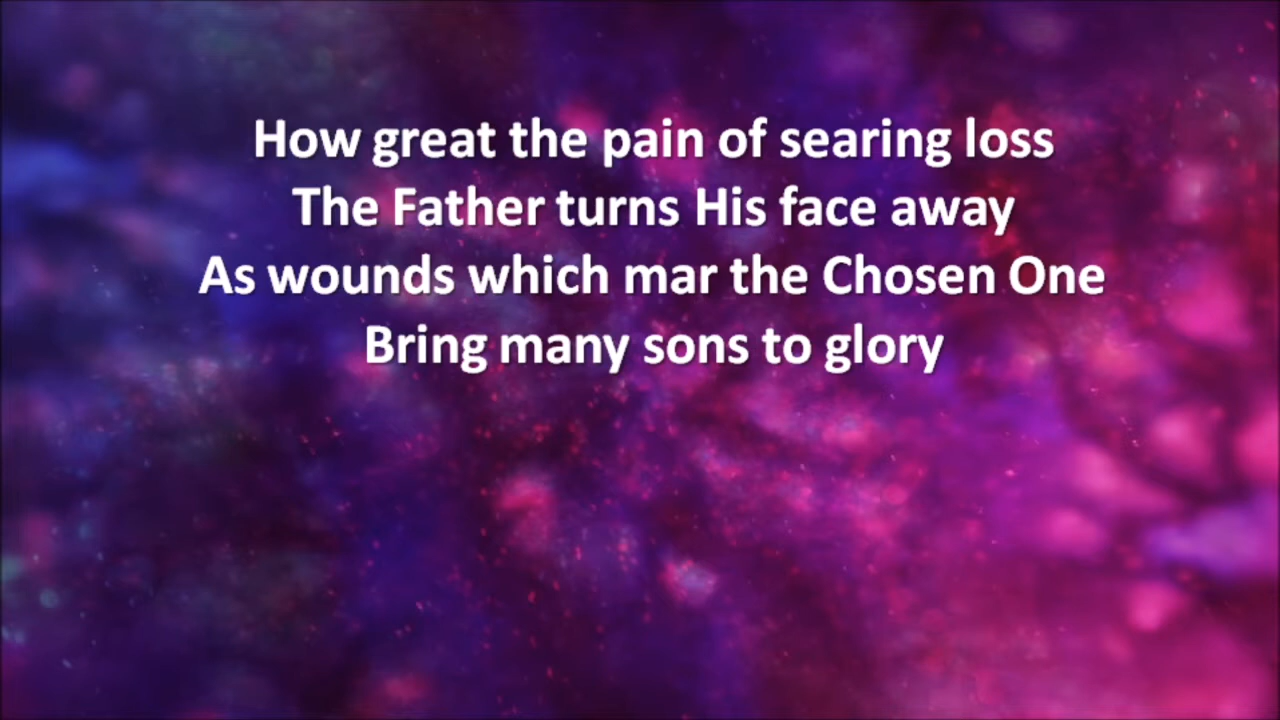 How great the pain of searing loss
The Father turns His face away
As wounds which mar the Chosen One
Bring many sons to glory